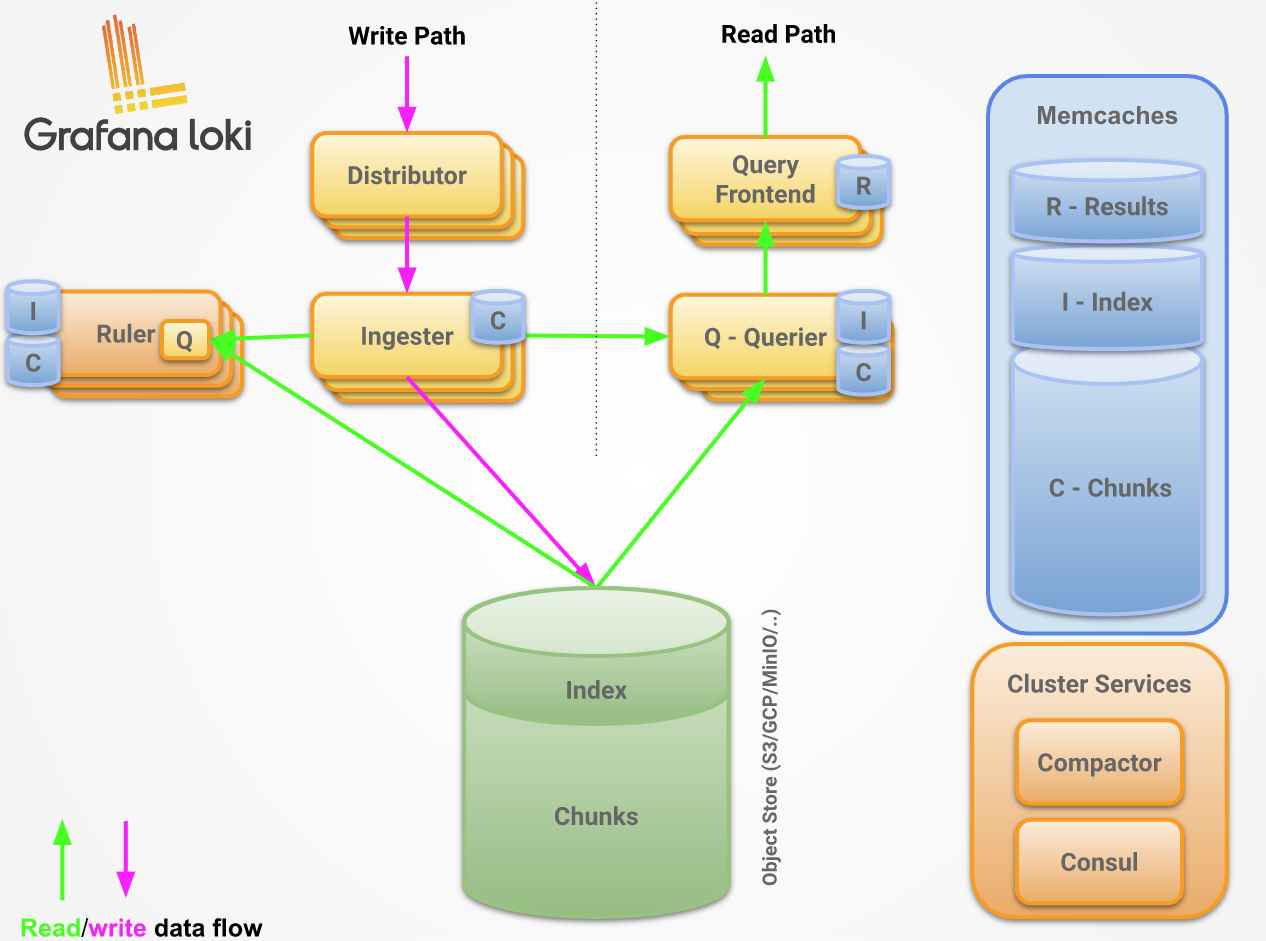 Grafana loki
Write Path
Read Path
Distributor
Query
Frontend
R
I
C
Ruler
Q
Ingester
C
Q - Querier
I
C
Memcaches
R - Results
I - Index
C - Chunks
Index
Chunks
Object Store (S3/GCP/MinIO/..)
Cluster Services
Compactor
Consul
Read/write data flow